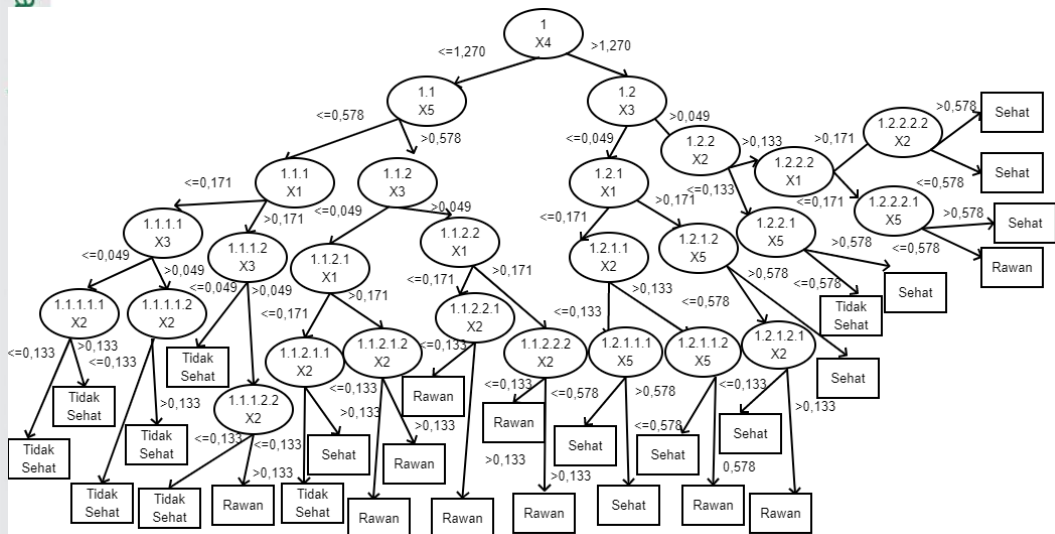 1
X4
<=1,270
>1,270
1.1
X5
1.2
X3
<=0,578
>0,578
<=0,049
>0,049
1.1.1
X1
1.1.2
X3
1.2.1
X1
1.2.2
X2
>0,133
1.2.2.2
X1
>0,171
1.2.2.2.2
X2
>0,578
Sehat
<=0,578
Sehat
<=0,171
>0,171
<=0,049
>0,049
<=0,171
>0,171
<=0,133
<=0,171
1.2.2.2.1
X5
>0,578
Sehat
<=0,578
Rawan
1.1.1.1
X3
1.1.1.2
X3
1.1.2.1
X1
1.1.2.2
X1
1.2.1.1
X2
1.2.1.2
X5
1.2.2.1
X5
>0,578
<=0,578
Sehat
Tidak
Sehat
<=0,049
>0,049
<=0,049
>0,049
<=0,171
>0,171
<=0,171
>0,171
<=0,133
>0,133
<=0,578
>0,578
1.1.1.1.1
X2
1.1.1.1.2
X2
1.1.2.2.1
X2
1.1.2.1.1
X2
1.1.2.1.2
X2
1.1.2.2.2
X2
1.2.1.1.1
X5
1.2.1.1.2
X5
1.2.1.2.1
X2
Sehat
<=0,133
>0,133
<=0,133
Tidak
Sehat
<=0,133
Rawan
Tidak
Sehat
1.1.1.2.2
X2
<=0,133
>0,133
>0,133
<=0,133
<=0,578
>0,578
<=0,133
>0,133
Rawan
Tidak
Sehat
>0,133
Tidak
Sehat
<=0,133
<=0,133
>0,133
Sehat
Rawan
>0,133
Sehat
<=0,578
Sehat
Sehat
0,578
>0,133
Tidak
Sehat
Tidak
Sehat
Rawan
Tidak
Sehat
Rawan
Rawan
Rawan
Sehat
Rawan
Rawan